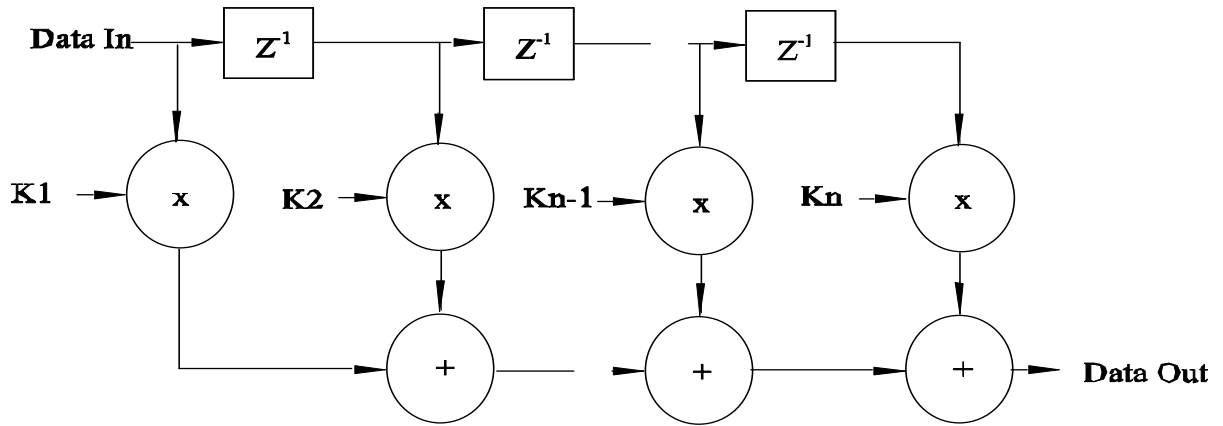 Data In
Z⁻¹
Z⁻¹
Z⁻¹
K1
x
K2
x
Kn-1
x
Kn
x
+
+
+
Data Out